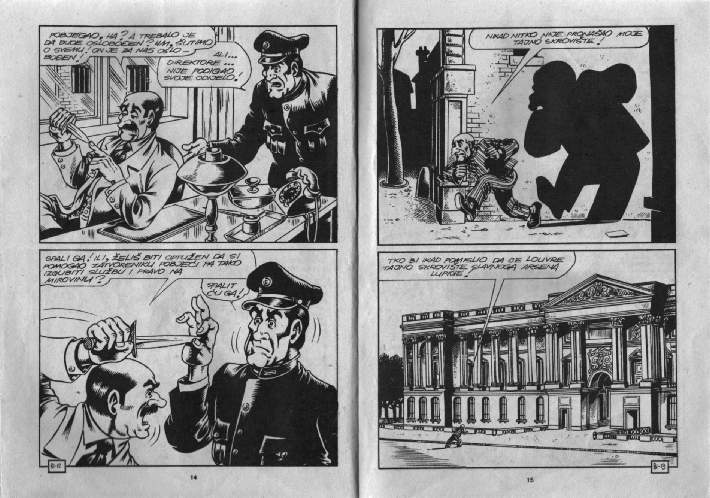 POBJEGAO, HA? A TREBALO JE
DA BUDE OSLOBOĐEN? HM, ŠUTIMO
O SVEMU! ON JE ZA NAS OSLO-
BOĐEN!
ALI...
DIREKTORE...
NIJE PODIGAO
SVOJE ODIJELO!
SPALI GA! ILI, ŽELIŠ BITI OPTUŽEN DA SI
POMOGAO ZATVORENIKU POBJEĆI PA TAKO
IZGUBITI SLUŽBU I PRAVO NA
MIROVINU?
SPALIT
ĆU GA!
14
NIKAD NITKO NIJE PRONAŠAO MOJE
TAJNO SKROVIŠTE!
TKO BI IKAD POMISLIO DA JE LOUVRE
TAJNO SKROVIŠTE SLAVNOGA ARSENA
LUPIGE!
15